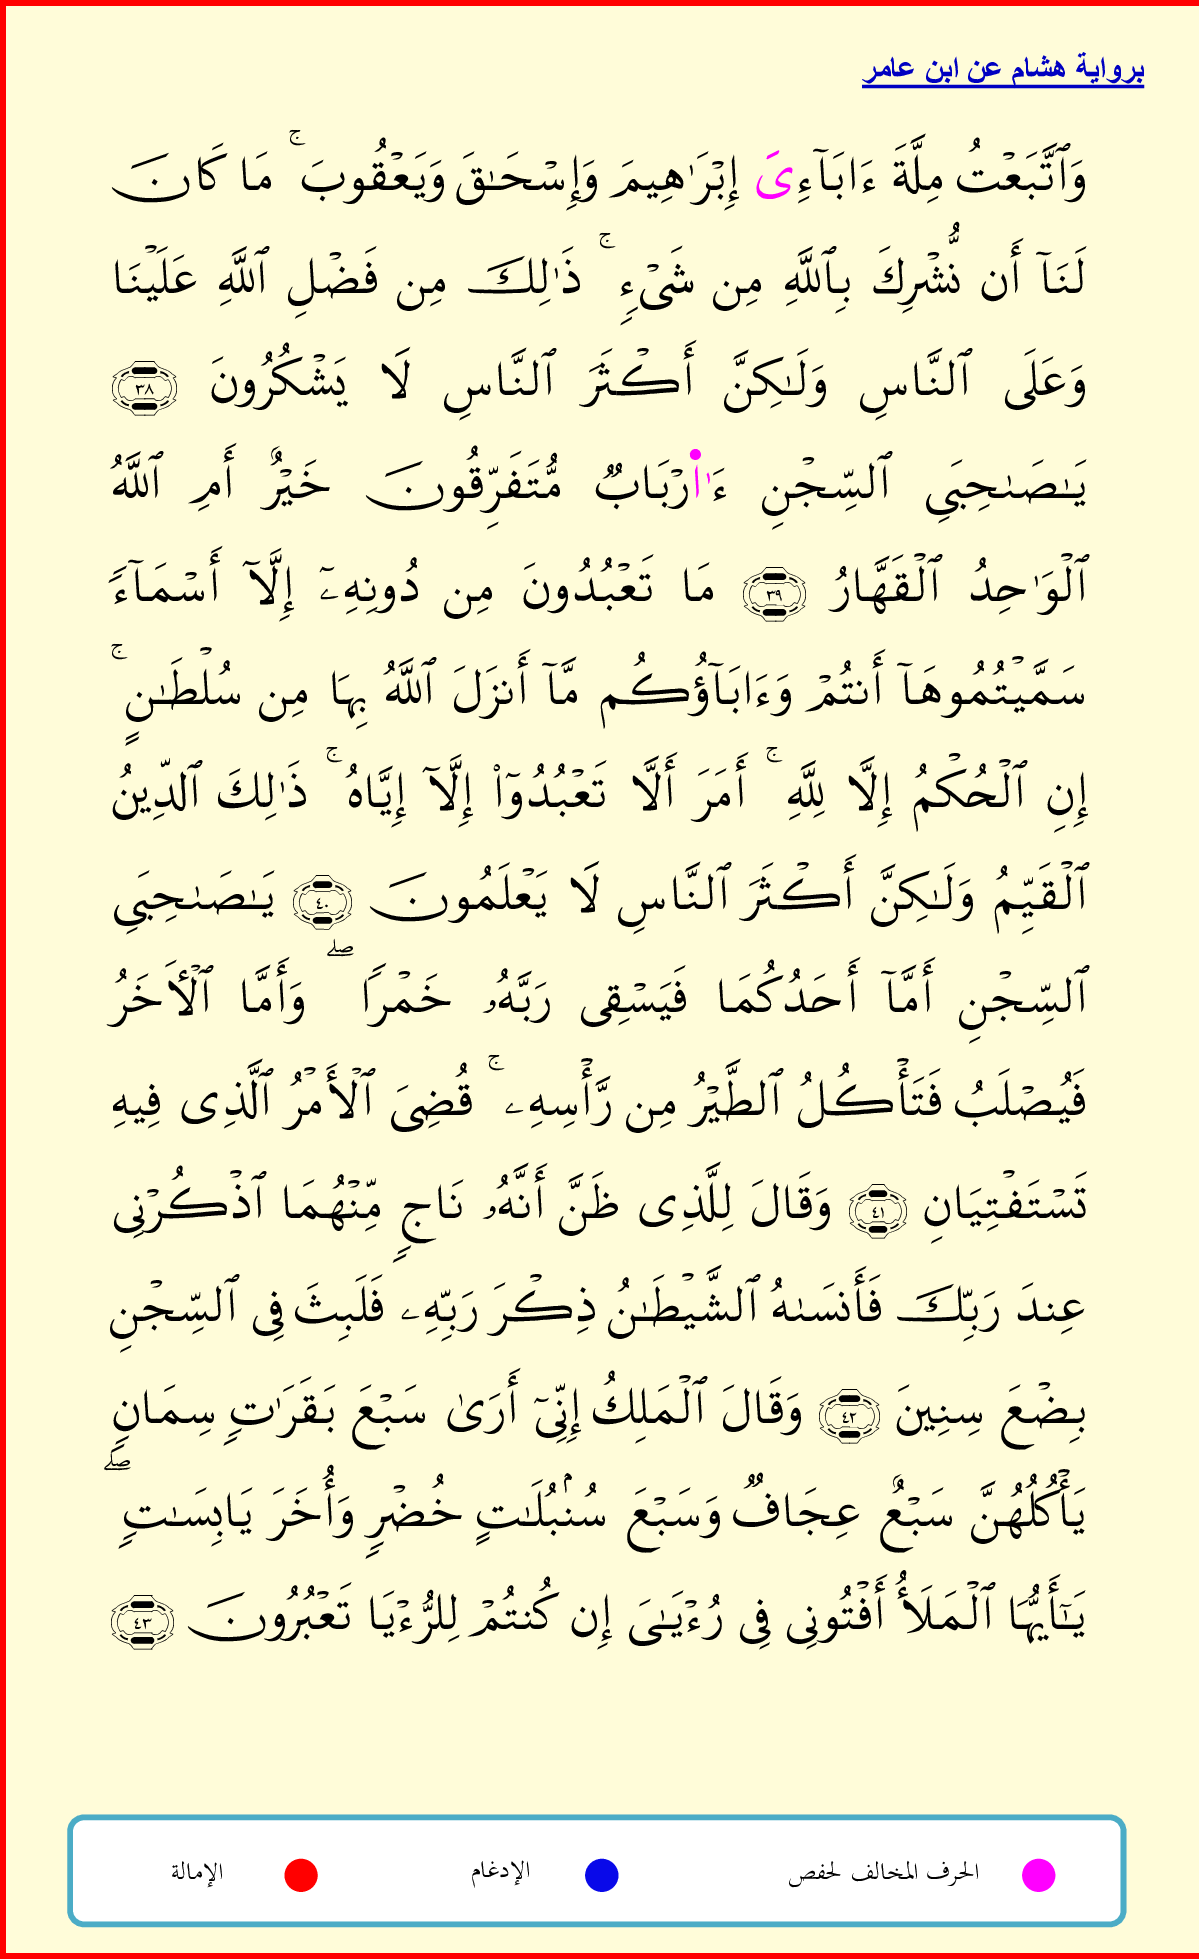 برواية هشام عن ابن عامر
وَٱتَّبَعۡتُ مِلَّةَ ءَابَآءِيَ إِبۡرَٰهِيمَ وَإِسۡحَٰقَ وَيَعۡقُوبَۚ مَا كَانَ
لَنَآ أَن نُّشۡرِكَ بِٱللَّهِ مِن شَيۡءٖۚ ذَٰلِكَ مِن فَضۡلِ ٱللَّهِ عَلَيۡنَا
وَعَلَى ٱلنَّاسِ وَلَٰكِنَّ أَكۡثَرَ ٱلنَّاسِ لَا يَشۡكُرُونَ ٣٨
يَٰصَٰحِبَيِ ٱلسِّجۡنِ ءَا۬رۡبَابٞ مُّتَفَرِّقُونَ خَيۡرٌ أَمِ ٱللَّهُ
ٱلۡوَٰحِدُ ٱلۡقَهَّارُ ٣٩ مَا تَعۡبُدُونَ مِن دُونِهِۦٓ إِلَّآ أَسۡمَآءٗ
سَمَّيۡتُمُوهَآ أَنتُمۡ وَءَابَآؤُكُم مَّآ أَنزَلَ ٱللَّهُ بِهَا مِن سُلۡطَٰنٍۚ
إِنِ ٱلۡحُكۡمُ إِلَّا لِلَّهِۚ أَمَرَ أَلَّا تَعۡبُدُوٓاْ إِلَّآ إِيَّاهُۚ ذَٰلِكَ ٱلدِّينُ
ٱلۡقَيِّمُ وَلَٰكِنَّ أَكۡثَرَ ٱلنَّاسِ لَا يَعۡلَمُونَ ٤٠ يَٰصَٰحِبَيِ
ٱلسِّجۡنِ أَمَّآ أَحَدُكُمَا فَيَسۡقِي رَبَّهُۥ خَمۡرٗاۖ وَأَمَّا ٱلۡأٓخَرُ
فَيُصۡلَبُ فَتَأۡكُلُ ٱلطَّيۡرُ مِن رَّأۡسِهِۦۚ قُضِيَ ٱلۡأَمۡرُ ٱلَّذِي فِيهِ
تَسۡتَفۡتِيَانِ ٤١ وَقَالَ لِلَّذِي ظَنَّ أَنَّهُۥ نَاجٖ مِّنۡهُمَا ٱذۡكُرۡنِي
عِندَ رَبِّكَ فَأَنسَىٰهُ ٱلشَّيۡطَٰنُ ذِكۡرَ رَبِّهِۦ فَلَبِثَ فِي ٱلسِّجۡنِ
بِضۡعَ سِنِينَ ٤٢ وَقَالَ ٱلۡمَلِكُ إِنِّيٓ أَرَىٰ سَبۡعَ بَقَرَٰتٖ سِمَانٖ
يَأۡكُلُهُنَّ سَبۡعٌ عِجَافٞ وَسَبۡعَ سُنۢبُلَٰتٍ خُضۡرٖ وَأُخَرَ يَابِسَٰتٖۖ
يَٰٓأَيُّهَا ٱلۡمَلَأُ أَفۡتُونِي فِي رُءۡيَٰيَ إِن كُنتُمۡ لِلرُّءۡيَا تَعۡبُرُونَ ٤٣
الحرف المخالف لحفص الإدغام الإمالة